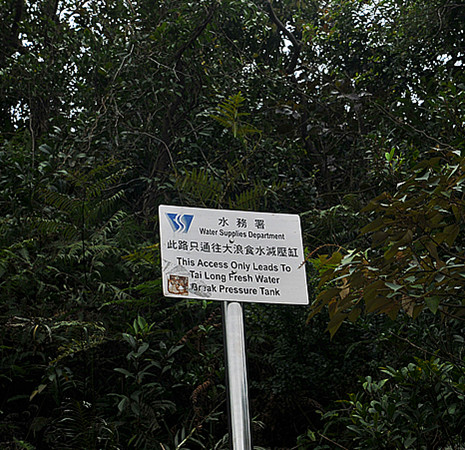 水務署
Water Supplies Department
此路只通往大浪食水減壓缸
This Access Only Leads To
Tai Long Fresh Water
Break Pressure Tank